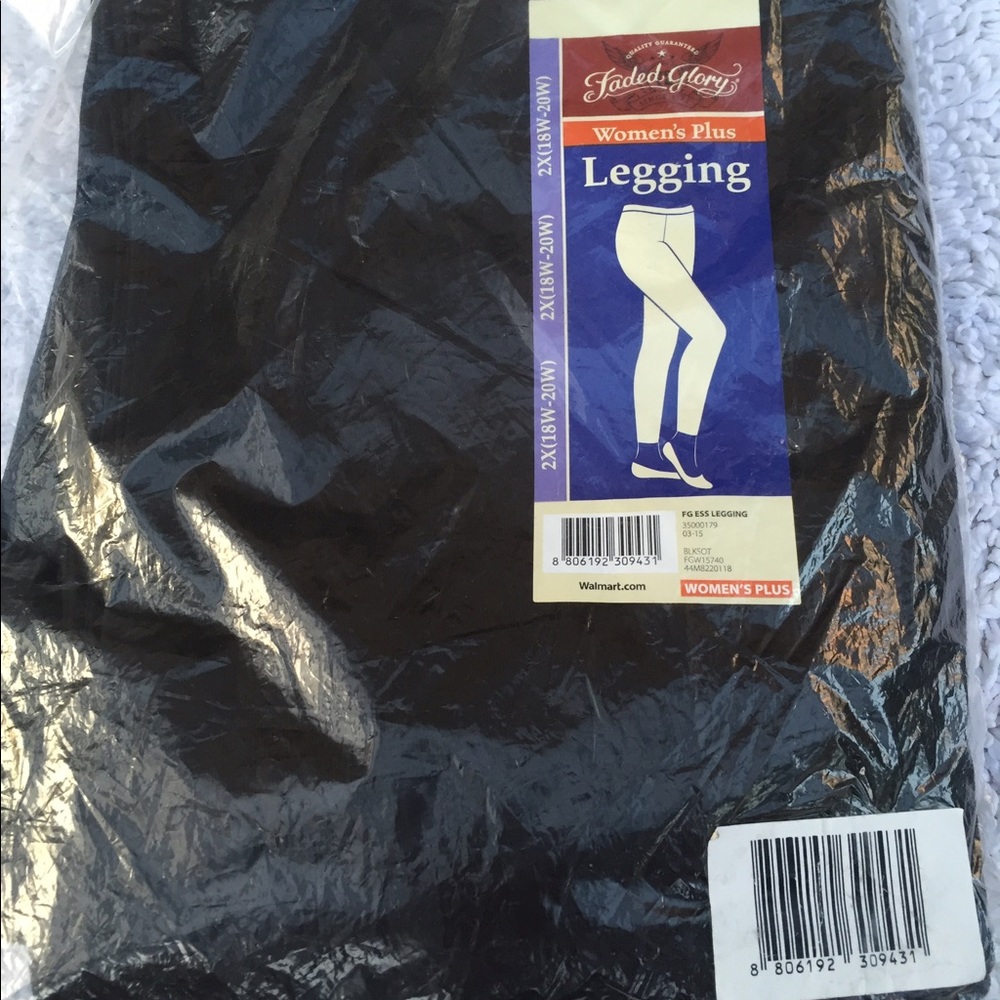 QUALITY GUARANTEED
Faded Glory
Women's Plus
Legging
2X(18W-20W)
2X(18W-20W)
2X(18W-20W)
FG ESS LEGGING
35000179
03-15
BLKSOT
FGW15740
44M8220118
8 806192 309431
Walmart.com
WOMEN'S PLUS
8 806192 309431